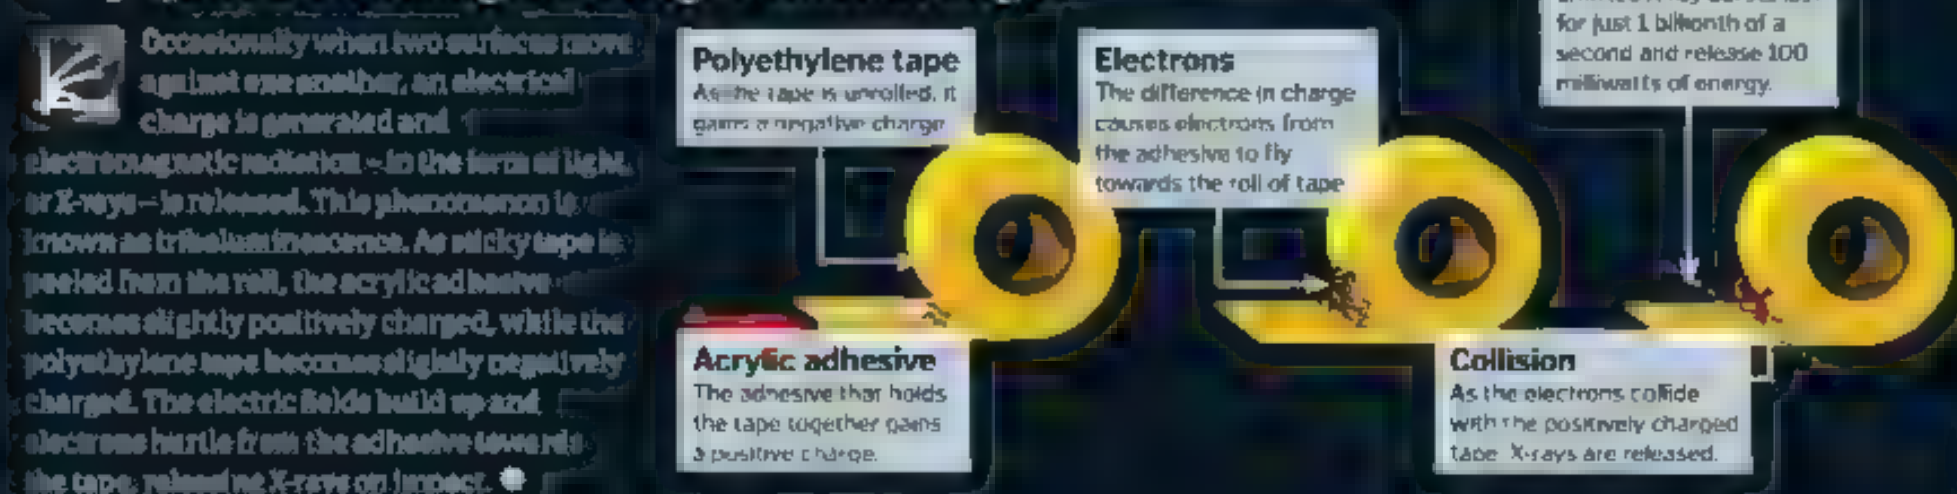 Occasionally when two surfaces move
against one another, an electrical
charge is generated and
electromagnetic radiation – in the form of light
or X-rays – is released. This phenomenon is
known as triboluminescence. As sticky tape is
peeled from the roll, the acrylic adhesive
becomes slightly positively charged, while the
polyethylene tape becomes slightly negatively
charged. The electric fields build up and
electrons hurtle from the adhesive towards
the tape, releasing X-rays on impact.
Polyethylene tape
As the tape is unrolled, it
gains a negative charge
Acrylic adhesive
The adhesive that holds
the tape together gains
a positive charge.
Electrons
The difference in charge
causes electrons from
the adhesive to fly
towards the roll of tape
for just 1 billionth of a
second and release 100
milliwatts of energy.
Collision
As the electrons collide
with the positively charged
tape X-rays are released.